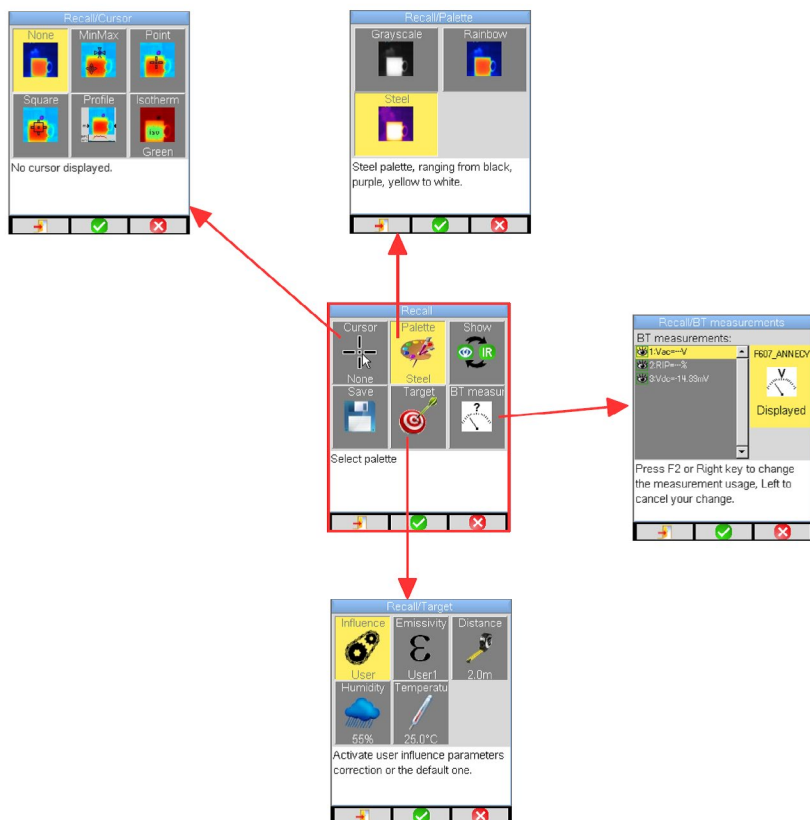 Recall/Cursor
None MinMax Point
Square Profile Isotherm
Green
No cursor displayed.
Recall/Palette
Grayscale Rainbow
Steel
Steel palette, ranging from black,
purple, yellow to white.
Recall
Cursor Palette Show
IR
None Steel
Save Target BT measur
?
Select palette
Recall/BT measurements
BT measurements:
1:Vac=---V
2:RIP=---%
3:Vdc=-14.39mV
F607_ANNECY
V
Displayed
Press F2 or Right key to change
the measurement usage, Left to
cancel your change.
Recall/Target
Influence Emissivity Distance
ε
User User1 2.0m
Humidity Temperatu
55% 25.0°C
Activate user influence parameters
correction or the default one.